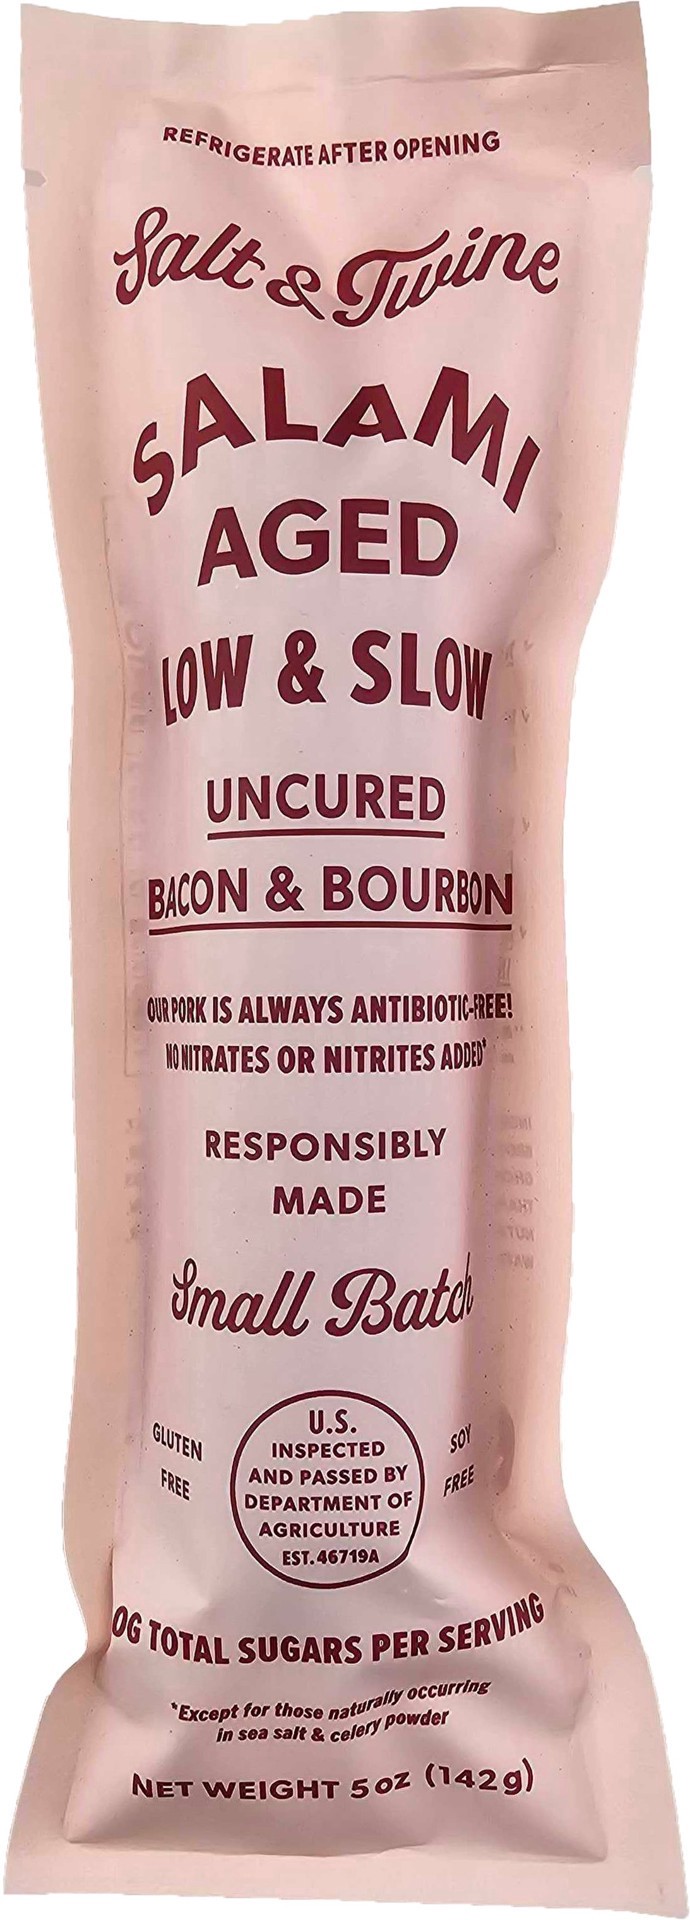 REFRIGERATE AFTER OPENING
Salt & Twine
SALAMI
AGED
LOW & SLOW
UNCURED
BACON & BOURBON
OUR PORK IS ALWAYS ANTIBIOTIC-FREE!
NO NITRATES OR NITRITES ADDED*
RESPONSIBLY
MADE
Small Batch
GLUTEN
FREE
U.S.
INSPECTED
AND PASSED BY
DEPARTMENT OF
AGRICULTURE
EST. 46719A
SOY
FREE
0G TOTAL SUGARS PER SERVING
*Except for those naturally occurring
in sea salt & celery powder
NET WEIGHT 5 oz (142g)